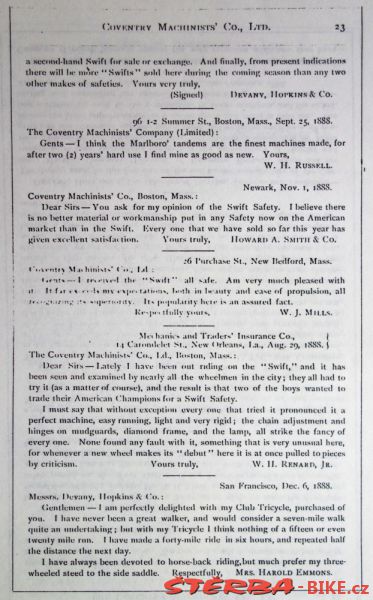 COVENTRY MACHINISTS' CO., LTD. 23
a second-hand Swift for sale or exchange. And finally, from present indications
there will be more "Swifts" sold here during the coming season than any two
other makes of safeties. Yours very truly,
(Signed) DEVANY, HOPKINS & CO.
96 1-2 Summer St., Boston, Mass., Sept. 25, 1888.
The Coventry Machinists' Company (Limited):
Gents — I think the Marlboro' tandems are the finest machines made, for
after two (2) years' hard use I find mine as good as new. Yours,
W. H. RUSSELL.
Newark, Nov. 1, 1888.
Coventry Machinists' Co., Boston, Mass.:
Dear Sirs — You ask for my opinion of the Swift Safety. I believe there
is no better material or workmanship put in any Safety now on the American
market than in the Swift. Every one that we have sold so far this year has
given excellent satisfaction. Yours truly, HOWARD A. SMITH & CO.
26 Purchase St., New Bedford, Mass.
Coventry Machinists' Co., Ld.:
Gents — I received the "Swift" all safe. Am very much pleased with
it. It far exceeds my expectations, both in beauty and ease of propulsion, all
recognizing its superiority. Its popularity here is an assured fact.
Respectfully yours, W. J. MILLS.
Mechanics and Traders' Insurance Co., }
14 Carondelet St., New Orleans, La., Aug. 29, 1888. }
The Coventry Machinists' Co., Ld., Boston, Mass.:
Dear Sirs — Lately I have been out riding on the "Swift," and it has
been seen and examined by nearly all the wheelmen in the city; they all had to
try it (as a matter of course), and the result is that two of the boys wanted to
trade their American Champions for a Swift Safety.
I must say that without exception every one that tried it pronounced it a
perfect machine, easy running, light and very rigid; the chain adjustment and
hinges on mudguards, diamond frame, and the lamp, all strike the fancy of
every one. None found any fault with it, something that is very unusual here,
for whenever a new wheel makes its "debut" here it is at once pulled to pieces
by criticism. Yours truly, W. H. RENARD, JR.
San Francisco, Dec. 6, 1888.
Messrs. Devany, Hopkins & Co.:
Gentlemen — I am perfectly delighted with my Club Tricycle, purchased
of you. I have never been a great walker, and would consider a seven-mile walk
quite an undertaking; but with my Tricycle I think nothing of a fifteen or even
twenty mile run. I have made a forty-mile ride in six hours, and repeated half
the distance the next day.
I have always been devoted to horse-back riding, but much prefer my three-
wheeled steed to the side saddle. Respectfully, MRS. HAROLD EMMONS.
ŠTĚRBA-BIKE.cz